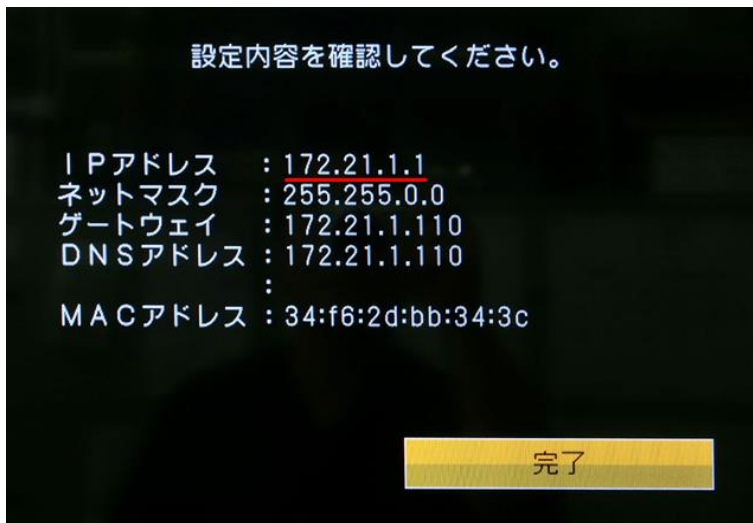 設定内容を確認してください。
IPアドレス : 172.21.1.1
ネットマスク : 255.255.0.0
ゲートウェイ : 172.21.1.110
DNSアドレス : 172.21.1.110
:
MACアドレス : 34:f6:2d:bb:34:3c
完了